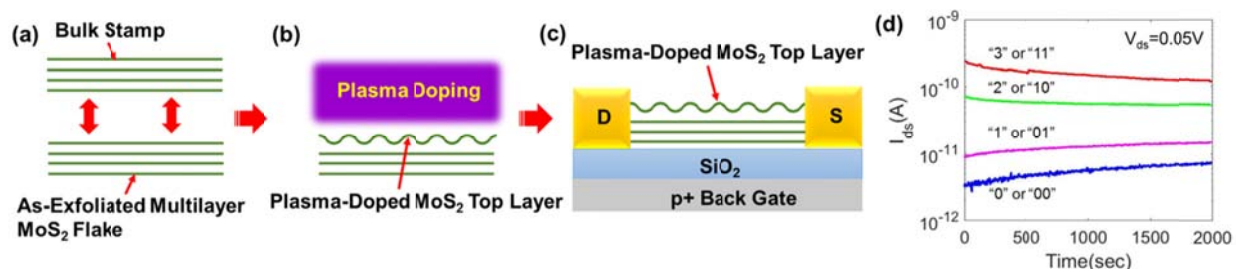 (a)
Bulk Stamp
As-Exfoliated Multilayer
MoS₂ Flake
(b)
Plasma Doping
Plasma-Doped MoS₂ Top Layer
(c)
Plasma-Doped MoS₂ Top Layer
D
S
SiO₂
p+ Back Gate
(d)
V_ds=0.05V
"3" or "11"
"2" or "10"
"1" or "01"
"0" or "00"
I_ds(A)
10⁻⁹
10⁻¹⁰
10⁻¹¹
10⁻¹²
0 500 1000 1500 2000
Time(sec)